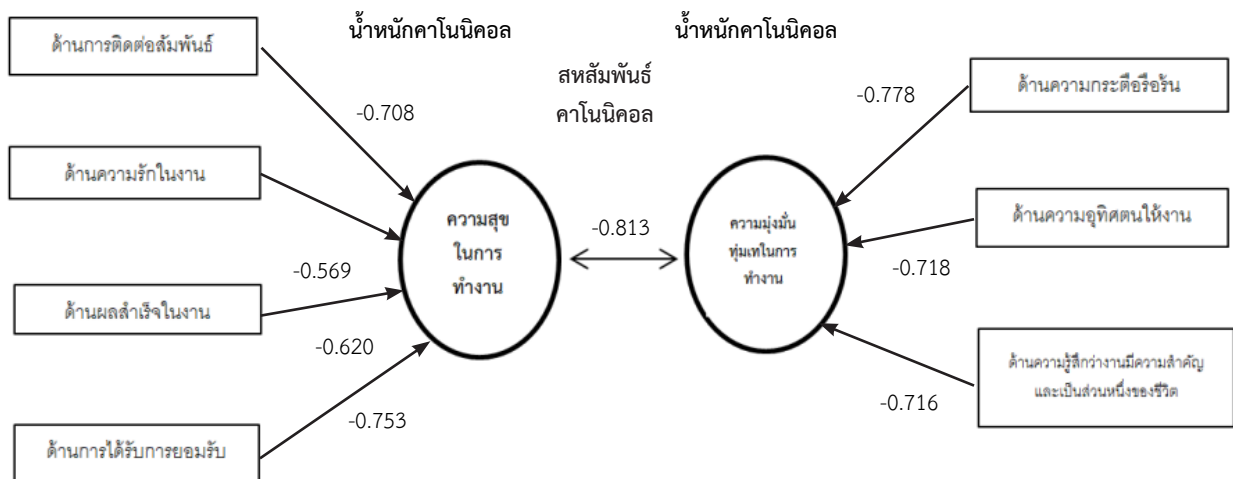 น้ำหนักคาโนนิคอล
น้ำหนักคาโนนิคอล
สหสัมพันธ์
คาโนนิคอล
ด้านการติดต่อสัมพันธ์
-0.708
ด้านความรักในงาน
-0.569
ด้านผลสำเร็จในงาน
-0.620
-0.753
ด้านการได้รับการยอมรับ
ความสุข
ในการ
ทำงาน
-0.813
ความมุ่งมั่น
ทุ่มเทในการ
ทำงาน
-0.778
ด้านความกระตือรือร้น
ด้านความอุทิศตนให้งาน
-0.718
ด้านความรู้สึกว่างานมีความสำคัญ
และเป็นส่วนหนึ่งของชีวิต
-0.716